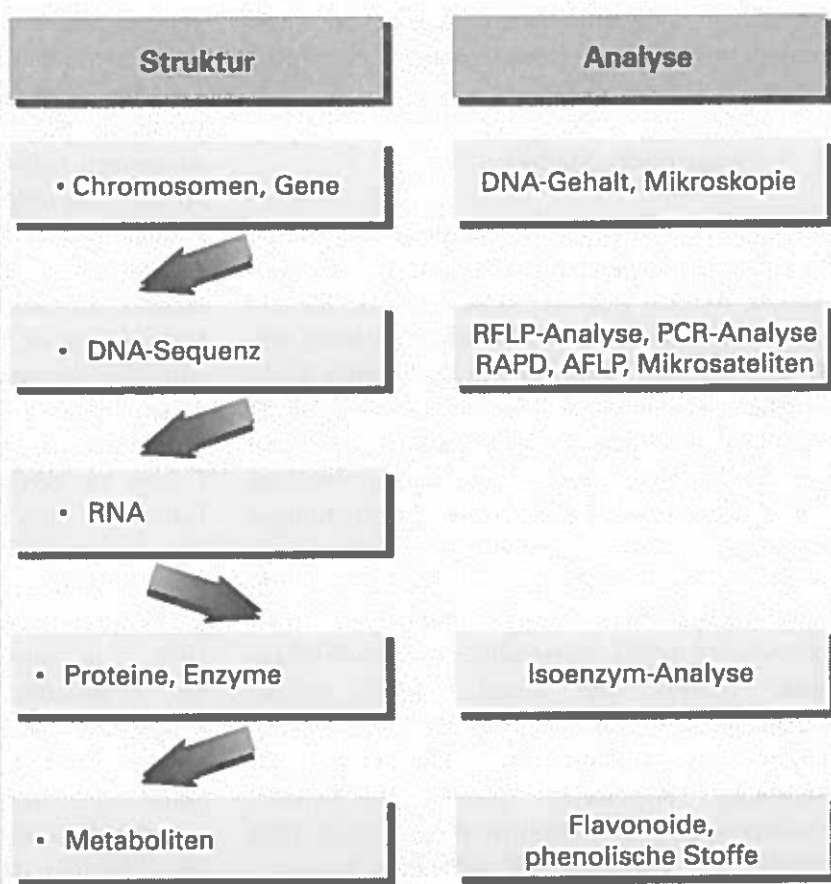 Struktur
Analyse
• Chromosomen, Gene
DNA-Gehalt, Mikroskopie
• DNA-Sequenz
RFLP-Analyse, PCR-Analyse
RAPD, AFLP, Mikrosateliten
• RNA
• Proteine, Enzyme
Isoenzym-Analyse
• Metaboliten
Flavonoide,
phenolische Stoffe